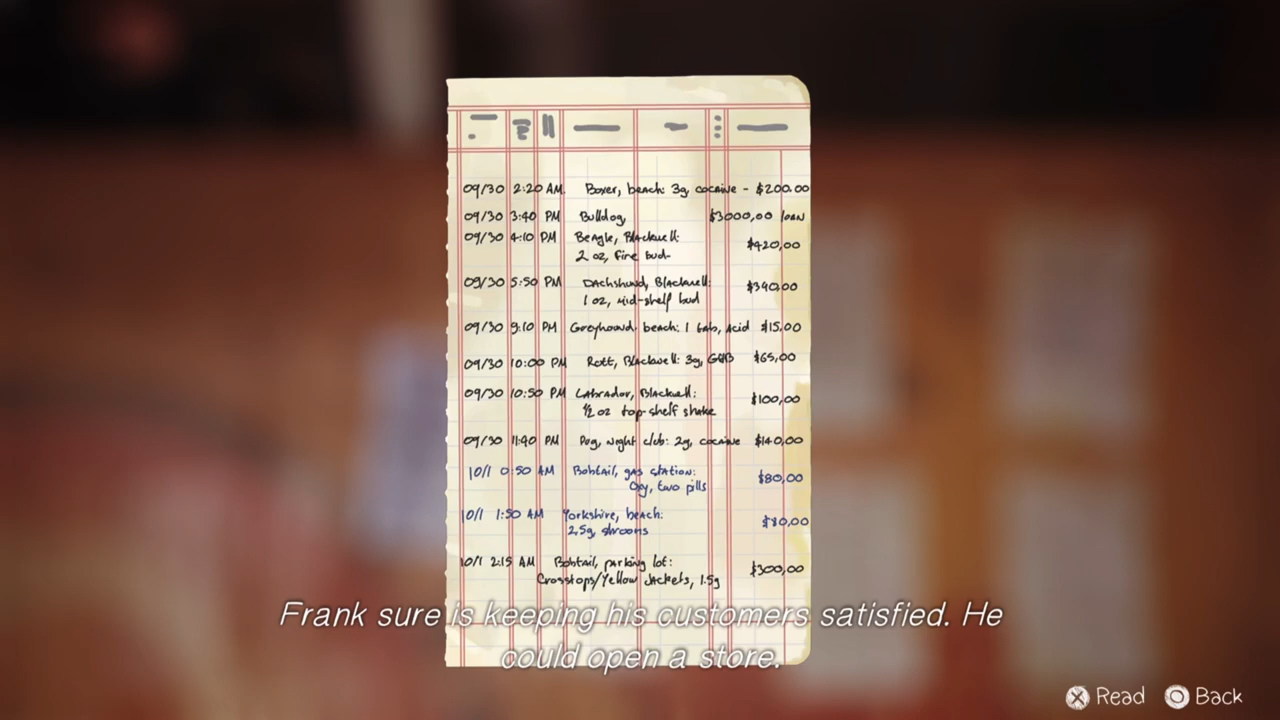 09/30 2:20 AM. Boxer, beach: 3g, cocaine - $200.00
09/30 3:40 PM Bulldog, $3000,00 loan
09/30 4:10 PM Beagle, Blackwell:
2 oz, fire bud- $420,00
09/30 5:50 PM Dachshund, Blackwell: $340,00
1 oz, mid-shelf bud
09/30 9:10 PM Greyhound, beach: 1 tab, Acid $15,00
09/30 10:00 PM Rott, Blackwell: 3g, GHB $65,00
09/30 10:50 PM Labrador, Blackwell: $100,00
1/2 oz top-shelf shake
09/30 11:40 PM Pog, night club: 2g, cocaine $140,00
10/1 0:50 AM Bobtail, gas station: $80,00
Oxy, two pills
10/1 1:50 AM Yorkshire, beach:
2,5g, shrooms
10/1 2:15 AM Bobtail, parking lot: $300,00
Crosstops/Yellow Jackets, 1.5g
Frank sure is keeping his customers satisfied. He
could open a store.
Read Back